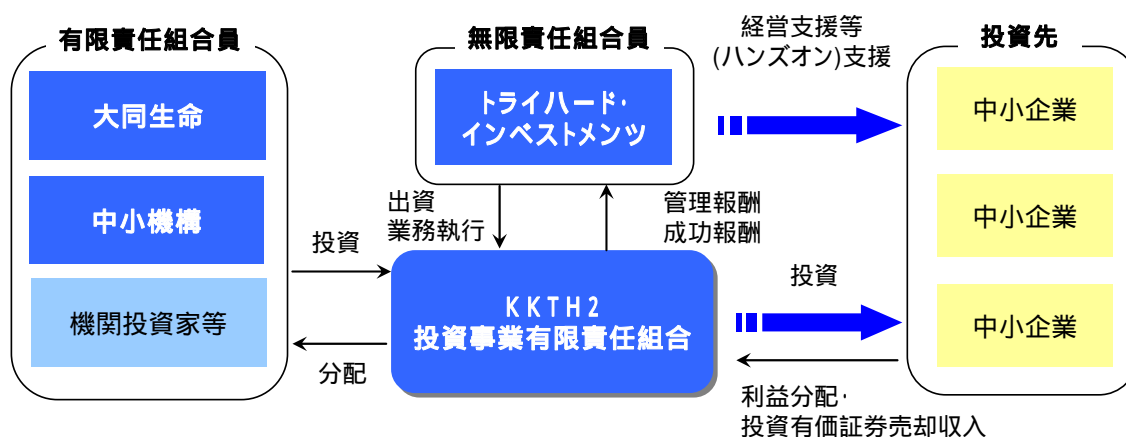 有限責任組合員
大同生命
中小機構
機関投資家等
無限責任組合員
トライハード・
インベストメンツ
出資
業務執行
管理報酬
成功報酬
投資
分配
KKTH2
投資事業有限責任組合
経営支援等
(ハンズオン)支援
投資
利益分配・
投資有価証券売却収入
投資先
中小企業
中小企業
中小企業